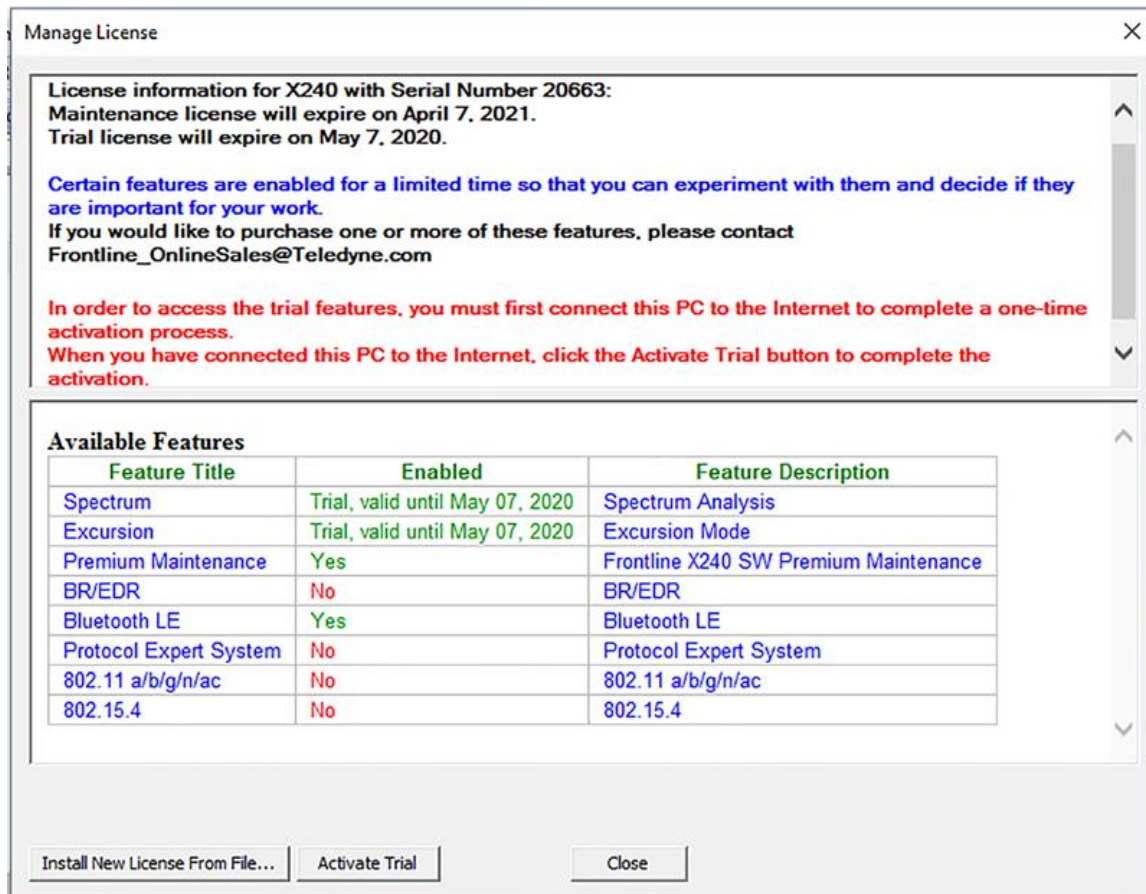 Manage License
License information for X240 with Serial Number 20663:
Maintenance license will expire on April 7, 2021.
Trial license will expire on May 7, 2020.
Certain features are enabled for a limited time so that you can experiment with them and decide if they
are important for your work.
If you would like to purchase one or more of these features, please contact
Frontline_OnlineSales@Teledyne.com
In order to access the trial features, you must first connect this PC to the Internet to complete a one-time
activation process.
When you have connected this PC to the Internet, click the Activate Trial button to complete the
activation.
Available Features
Feature Title Enabled Feature Description
Spectrum Trial, valid until May 07, 2020 Spectrum Analysis
Excursion Trial, valid until May 07, 2020 Excursion Mode
Premium Maintenance Yes Frontline X240 SW Premium Maintenance
BR/EDR No BR/EDR
Bluetooth LE Yes Bluetooth LE
Protocol Expert System No Protocol Expert System
802.11 a/b/g/n/ac No 802.11 a/b/g/n/ac
802.15.4 No 802.15.4
Install New License From File... Activate Trial Close